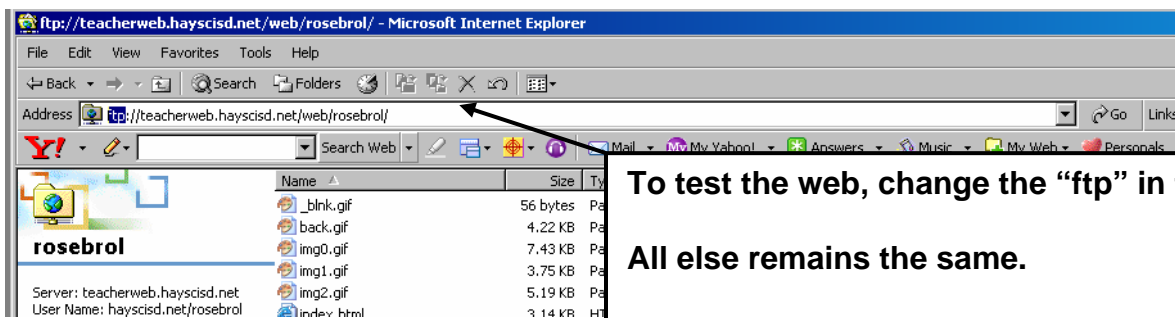 ftp://teacherweb.hayscisd.net/web/rosebrol/ - Microsoft Internet Explorer
File Edit View Favorites Tools Help
Back Search Folders
Address ftp://teacherweb.hayscisd.net/web/rosebrol/ Go Links
Y! Search Web Mail My Yahoo! Answers Music My Web Personals
Name Size
_blnk.gif 56 bytes
back.gif 4.22 KB
img0.gif 7.43 KB
img1.gif 3.75 KB
img2.gif 5.19 KB
index.html 3.14 KB
rosebrol
Server: teacherweb.hayscisd.net
User Name: hayscisd.net/rosebrol
To test the web, change the “ftp” in
All else remains the same.